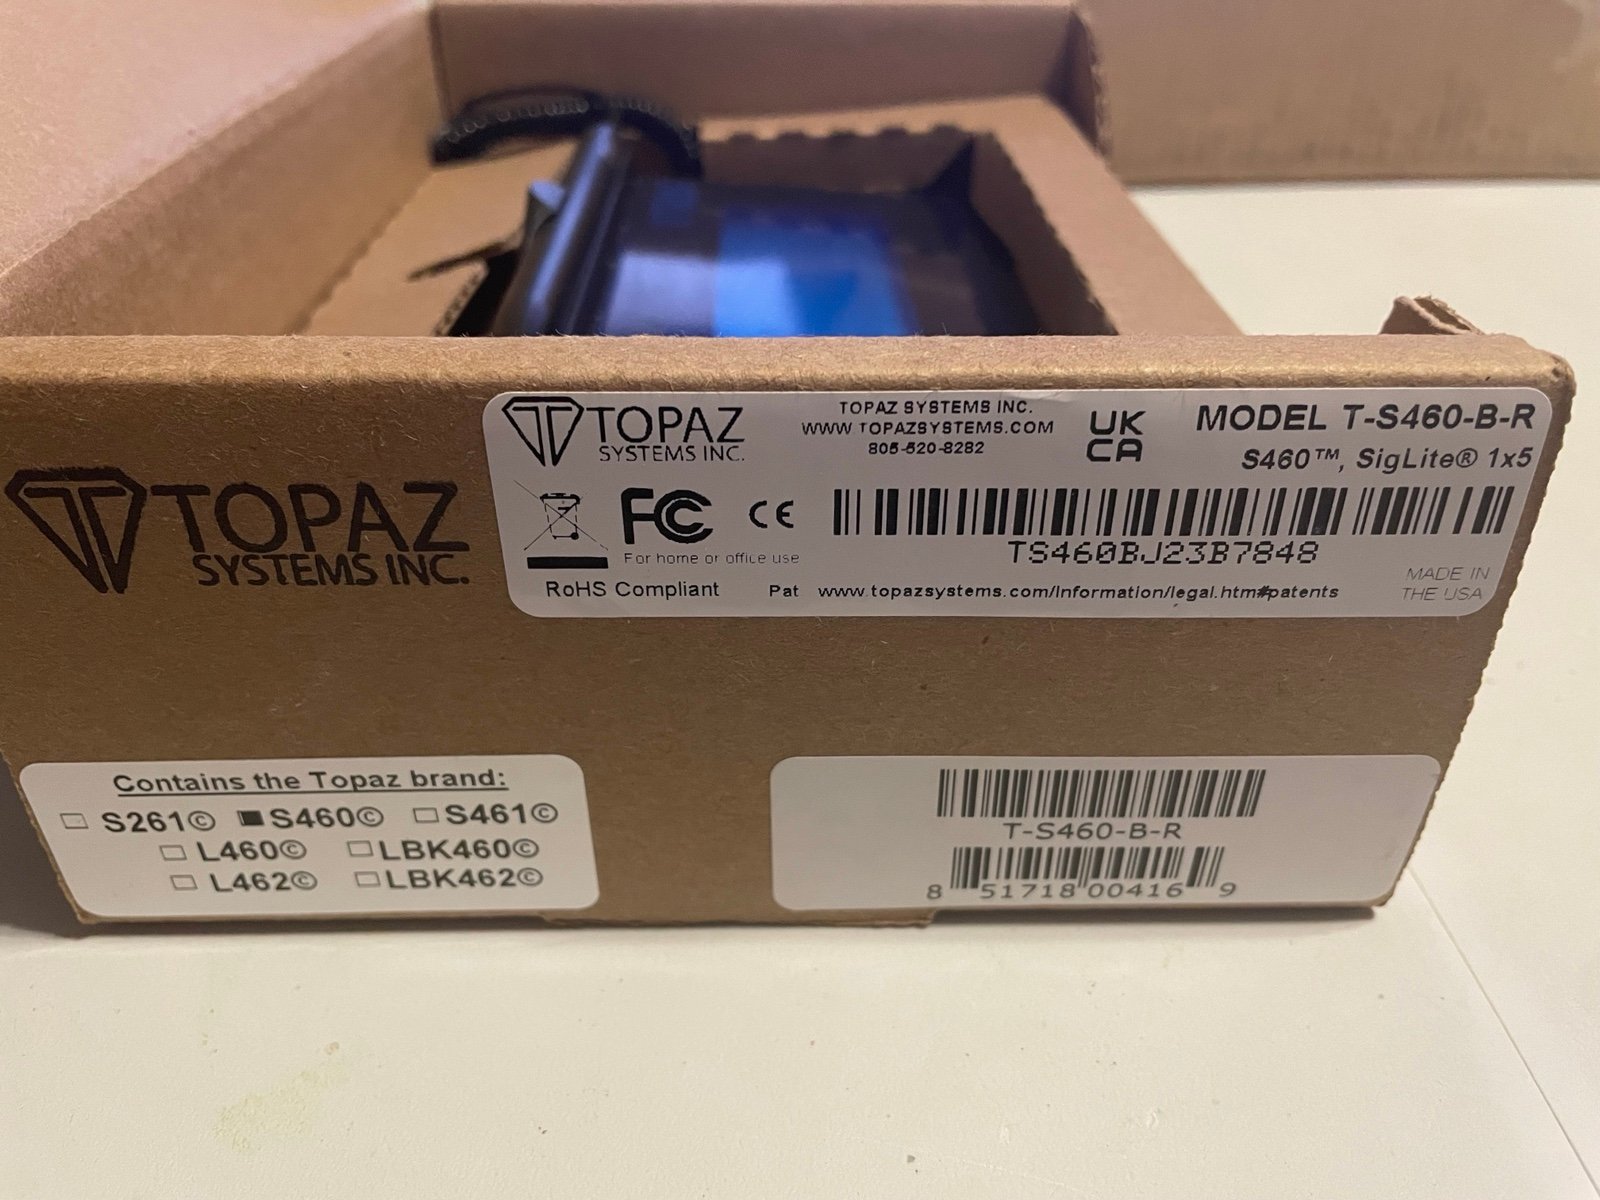 TOPAZ
SYSTEMS INC.
TOPAZ
SYSTEMS INC.
TOPAZ SYSTEMS INC.
WWW.TOPAZSYSTEMS.COM
805-520-8282
UK
CA
MODEL T-S460-B-R
S460™, SigLite® 1x5
FC
CE
For home or office use
TS460BJ23B7848
RoHS Compliant
Pat www.topazsystems.com/information/legal.htm#patents
MADE IN
THE USA
Contains the Topaz brand:
S261© S460© S461©
L460© LBK460©
L462© LBK462©
T-S460-B-R
8 51718 00416 9